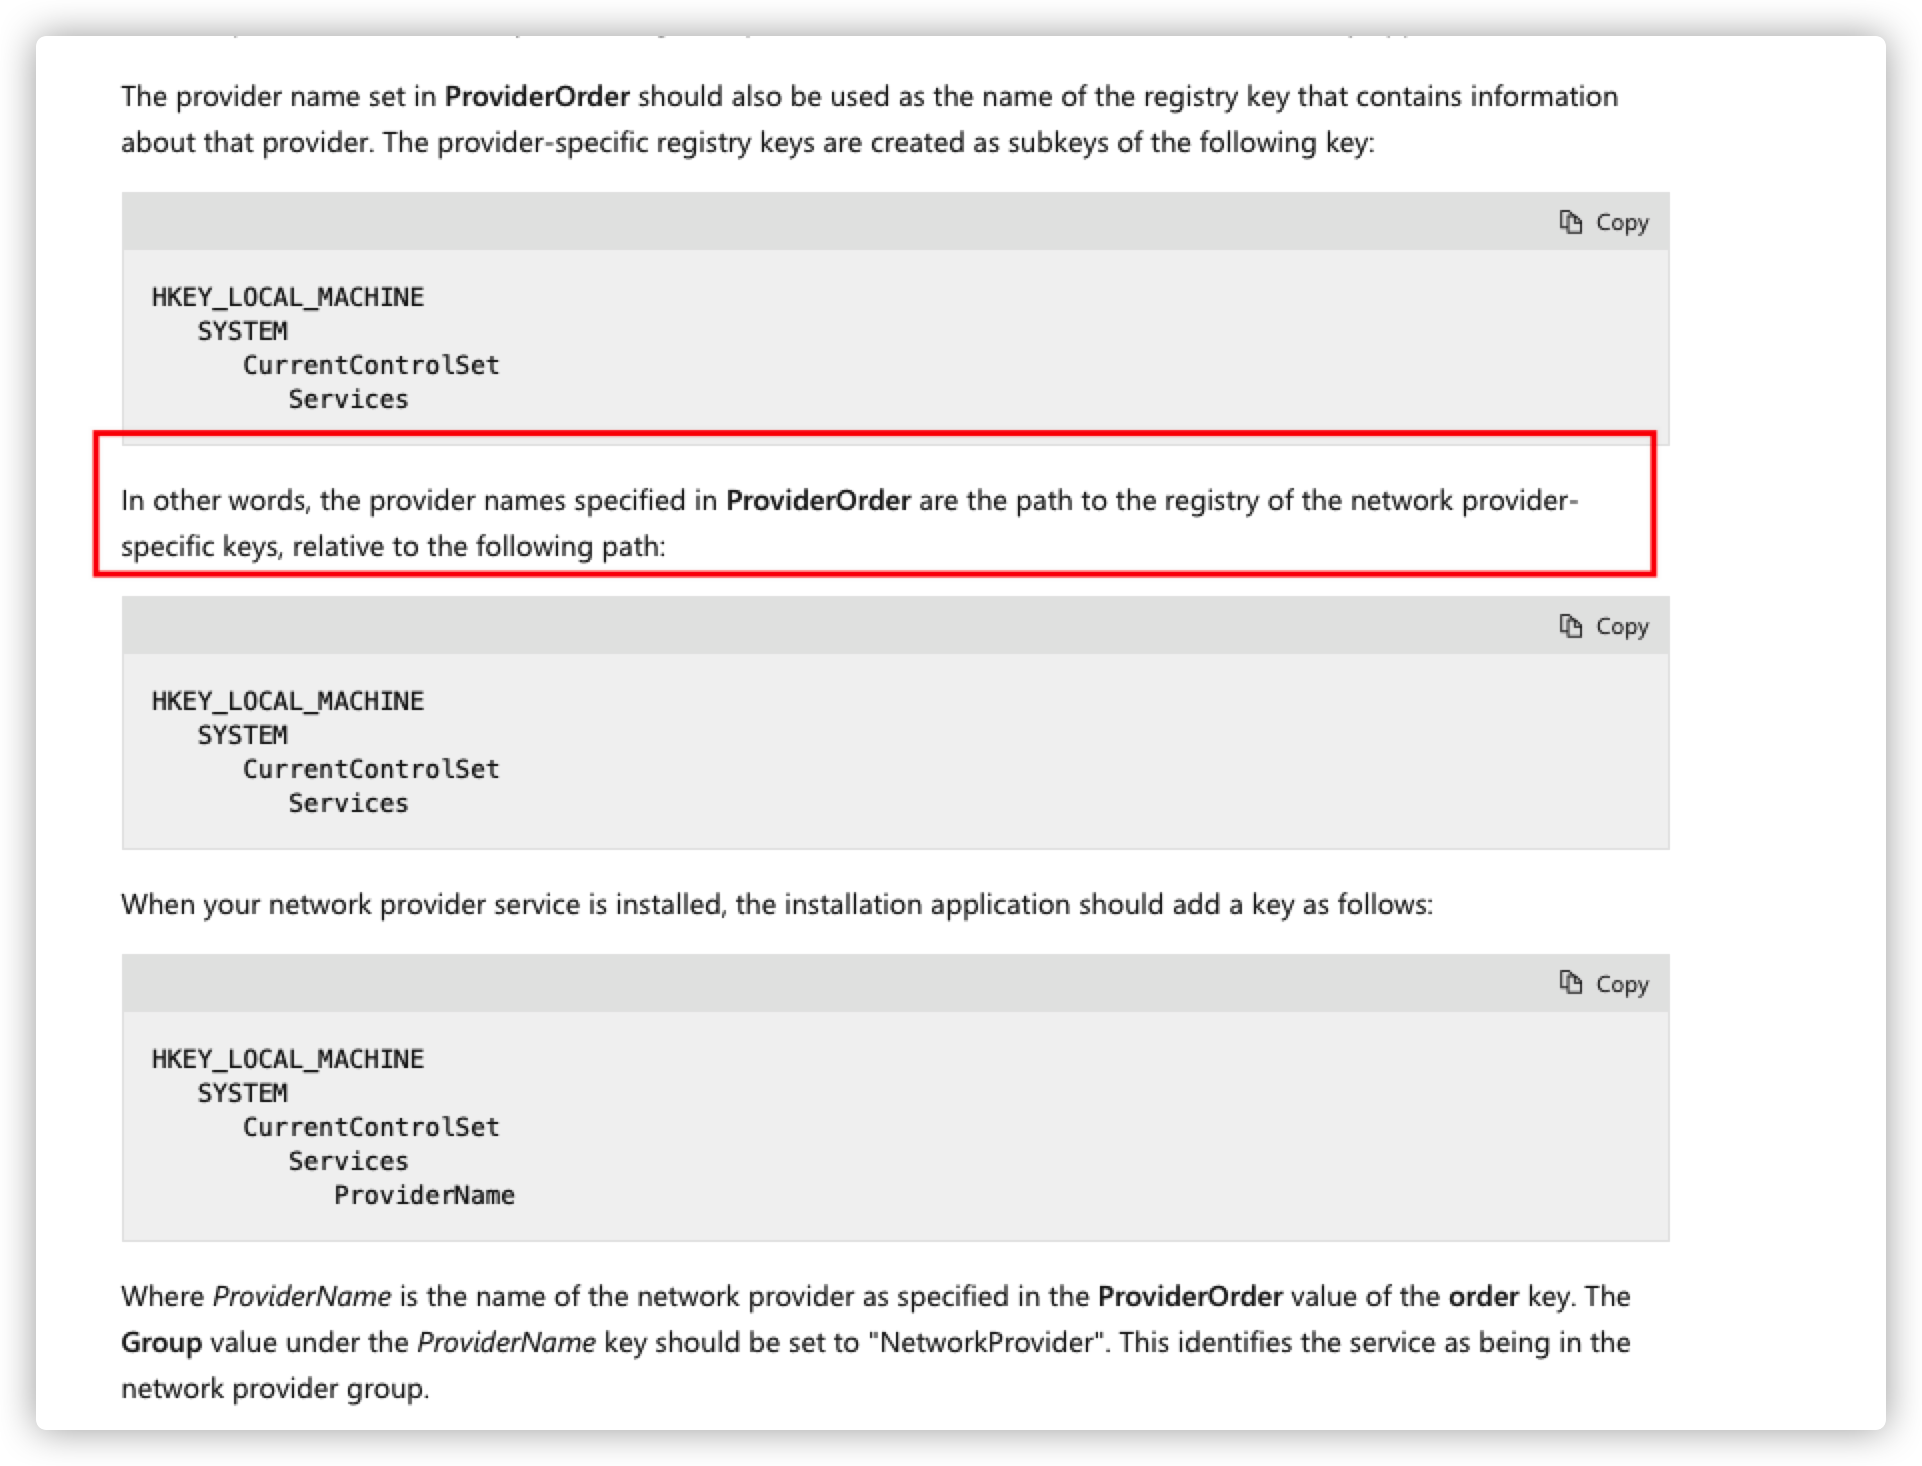 The provider name set in ProviderOrder should also be used as the name of the registry key that contains information
about that provider. The provider-specific registry keys are created as subkeys of the following key:
Copy
HKEY_LOCAL_MACHINE
SYSTEM
CurrentControlSet
Services
In other words, the provider names specified in ProviderOrder are the path to the registry of the network provider-
specific keys, relative to the following path:
Copy
HKEY_LOCAL_MACHINE
SYSTEM
CurrentControlSet
Services
When your network provider service is installed, the installation application should add a key as follows:
Copy
HKEY_LOCAL_MACHINE
SYSTEM
CurrentControlSet
Services
ProviderName
Where ProviderName is the name of the network provider as specified in the ProviderOrder value of the order key. The
Group value under the ProviderName key should be set to "NetworkProvider". This identifies the service as being in the
network provider group.